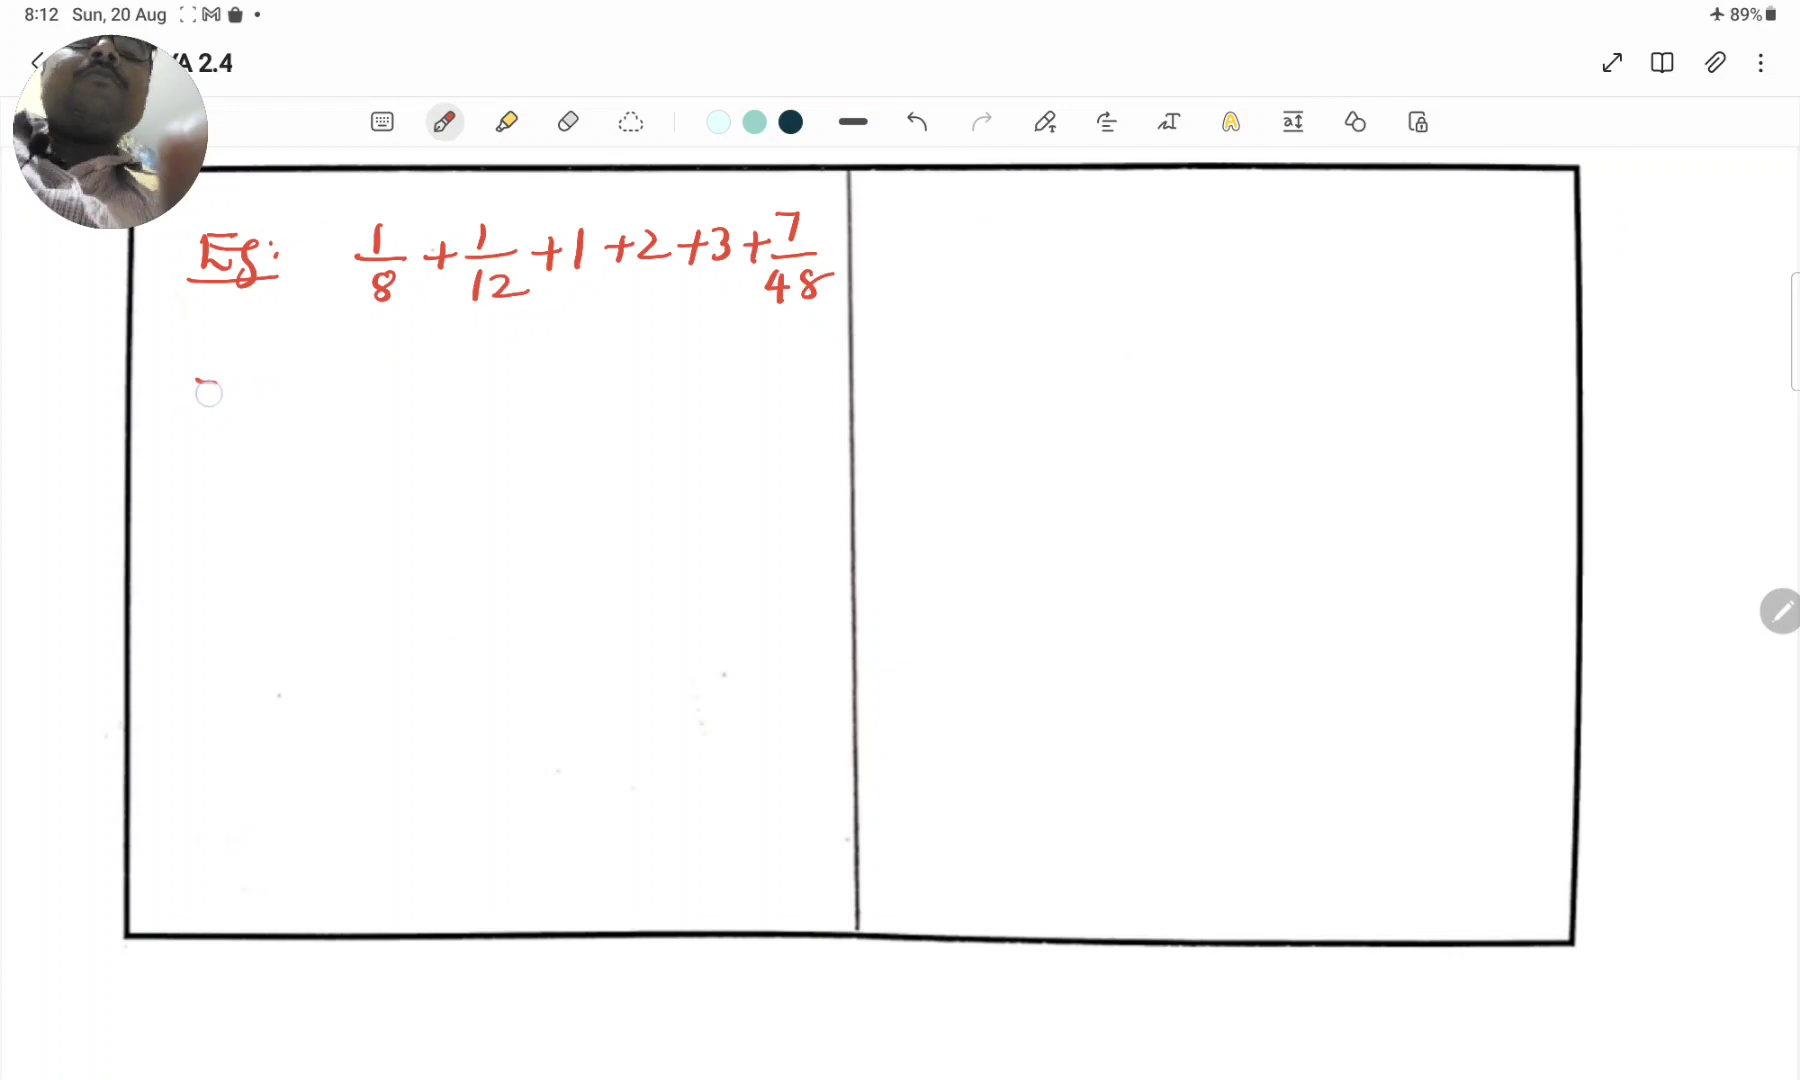 8:12 Sun, 20 Aug
89%
A 2.4
Eg: 1/8 + 1/12 + 1 + 2 + 3 + 7/48